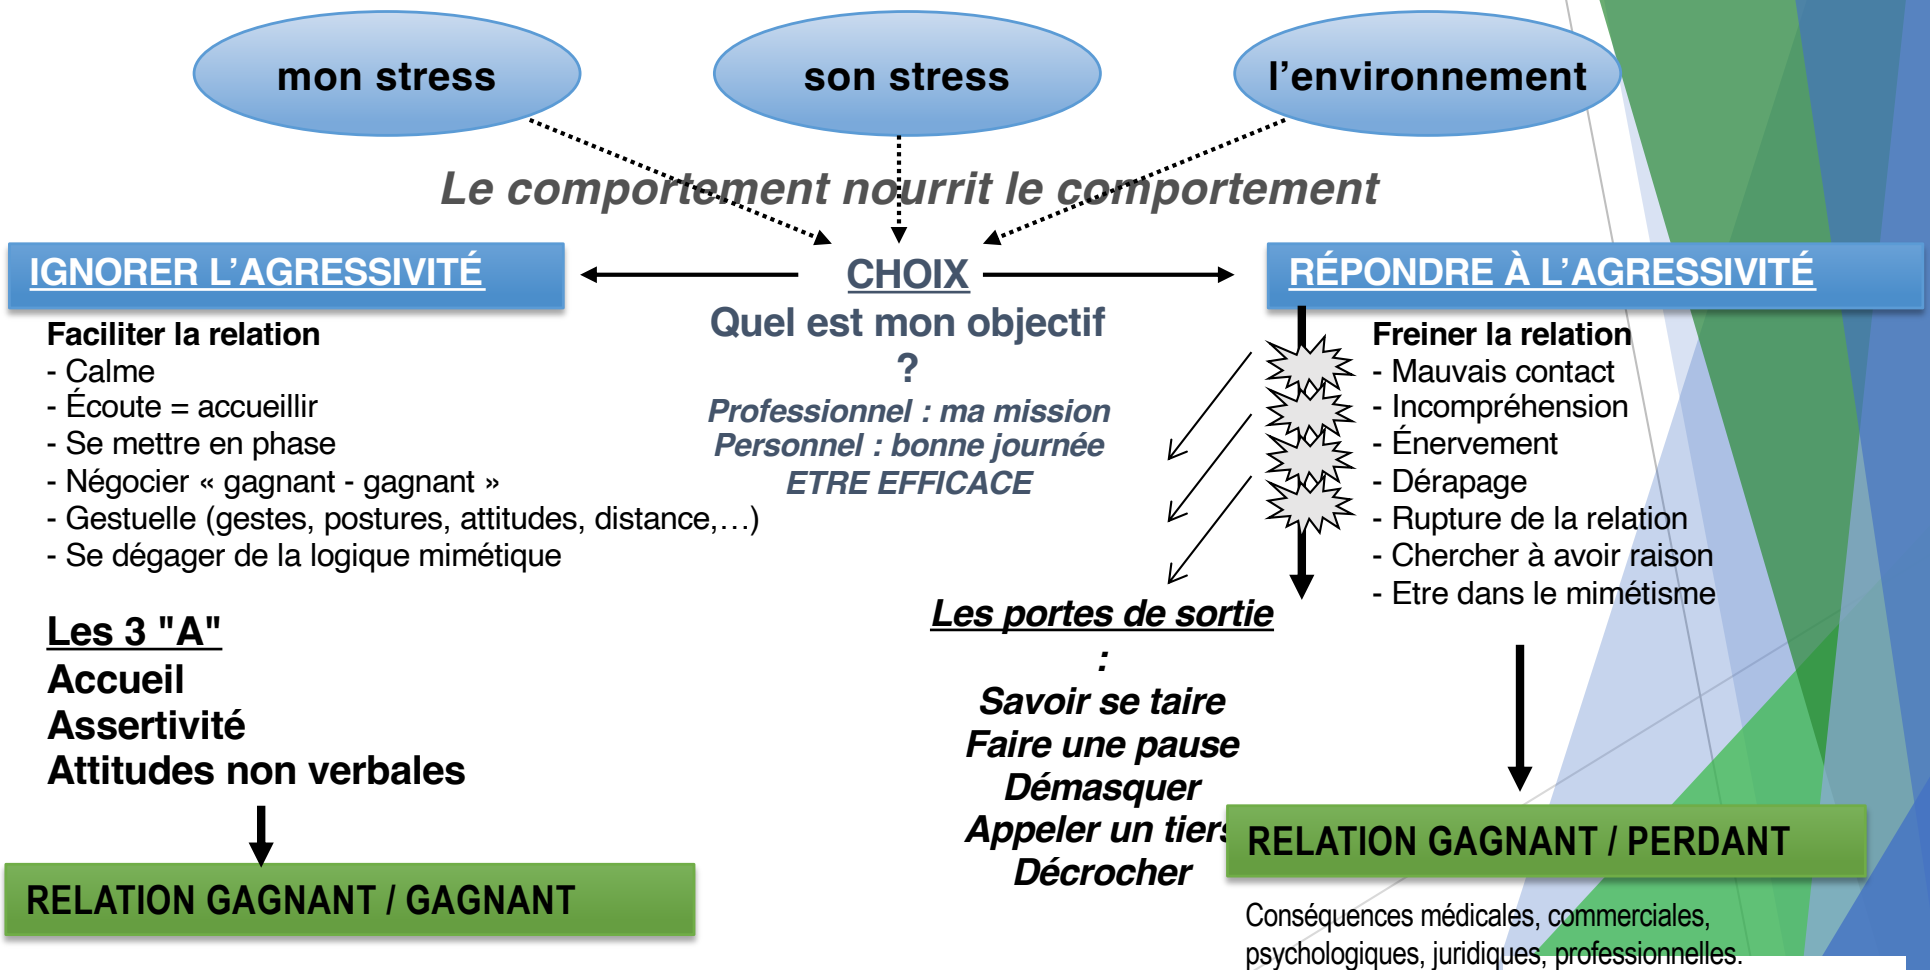 mon stress
son stress
l’environnement
Le comportement nourrit le comportement
IGNORER L’AGRESSIVITÉ
Faciliter la relation
- Calme
- Écoute = accueillir
- Se mettre en phase
- Négocier « gagnant - gagnant »
- Gestuelle (gestes, postures, attitudes, distance,…)
- Se dégager de la logique mimétique
Les 3 "A"
Accueil
Assertivité
Attitudes non verbales
RELATION GAGNANT / GAGNANT
CHOIX
Quel est mon objectif
?
Professionnel : ma mission
Personnel : bonne journée
ETRE EFFICACE
Les portes de sortie
:
Savoir se taire
Faire une pause
Démasquer
Appeler un tiers
Décrocher
RÉPONDRE À L’AGRESSIVITÉ
Freiner la relation
- Mauvais contact
- Incompréhension
- Énervement
- Dérapage
- Rupture de la relation
- Chercher à avoir raison
- Etre dans le mimétisme
RELATION GAGNANT / PERDANT
Conséquences médicales, commerciales,
psychologiques, juridiques, professionnelles.